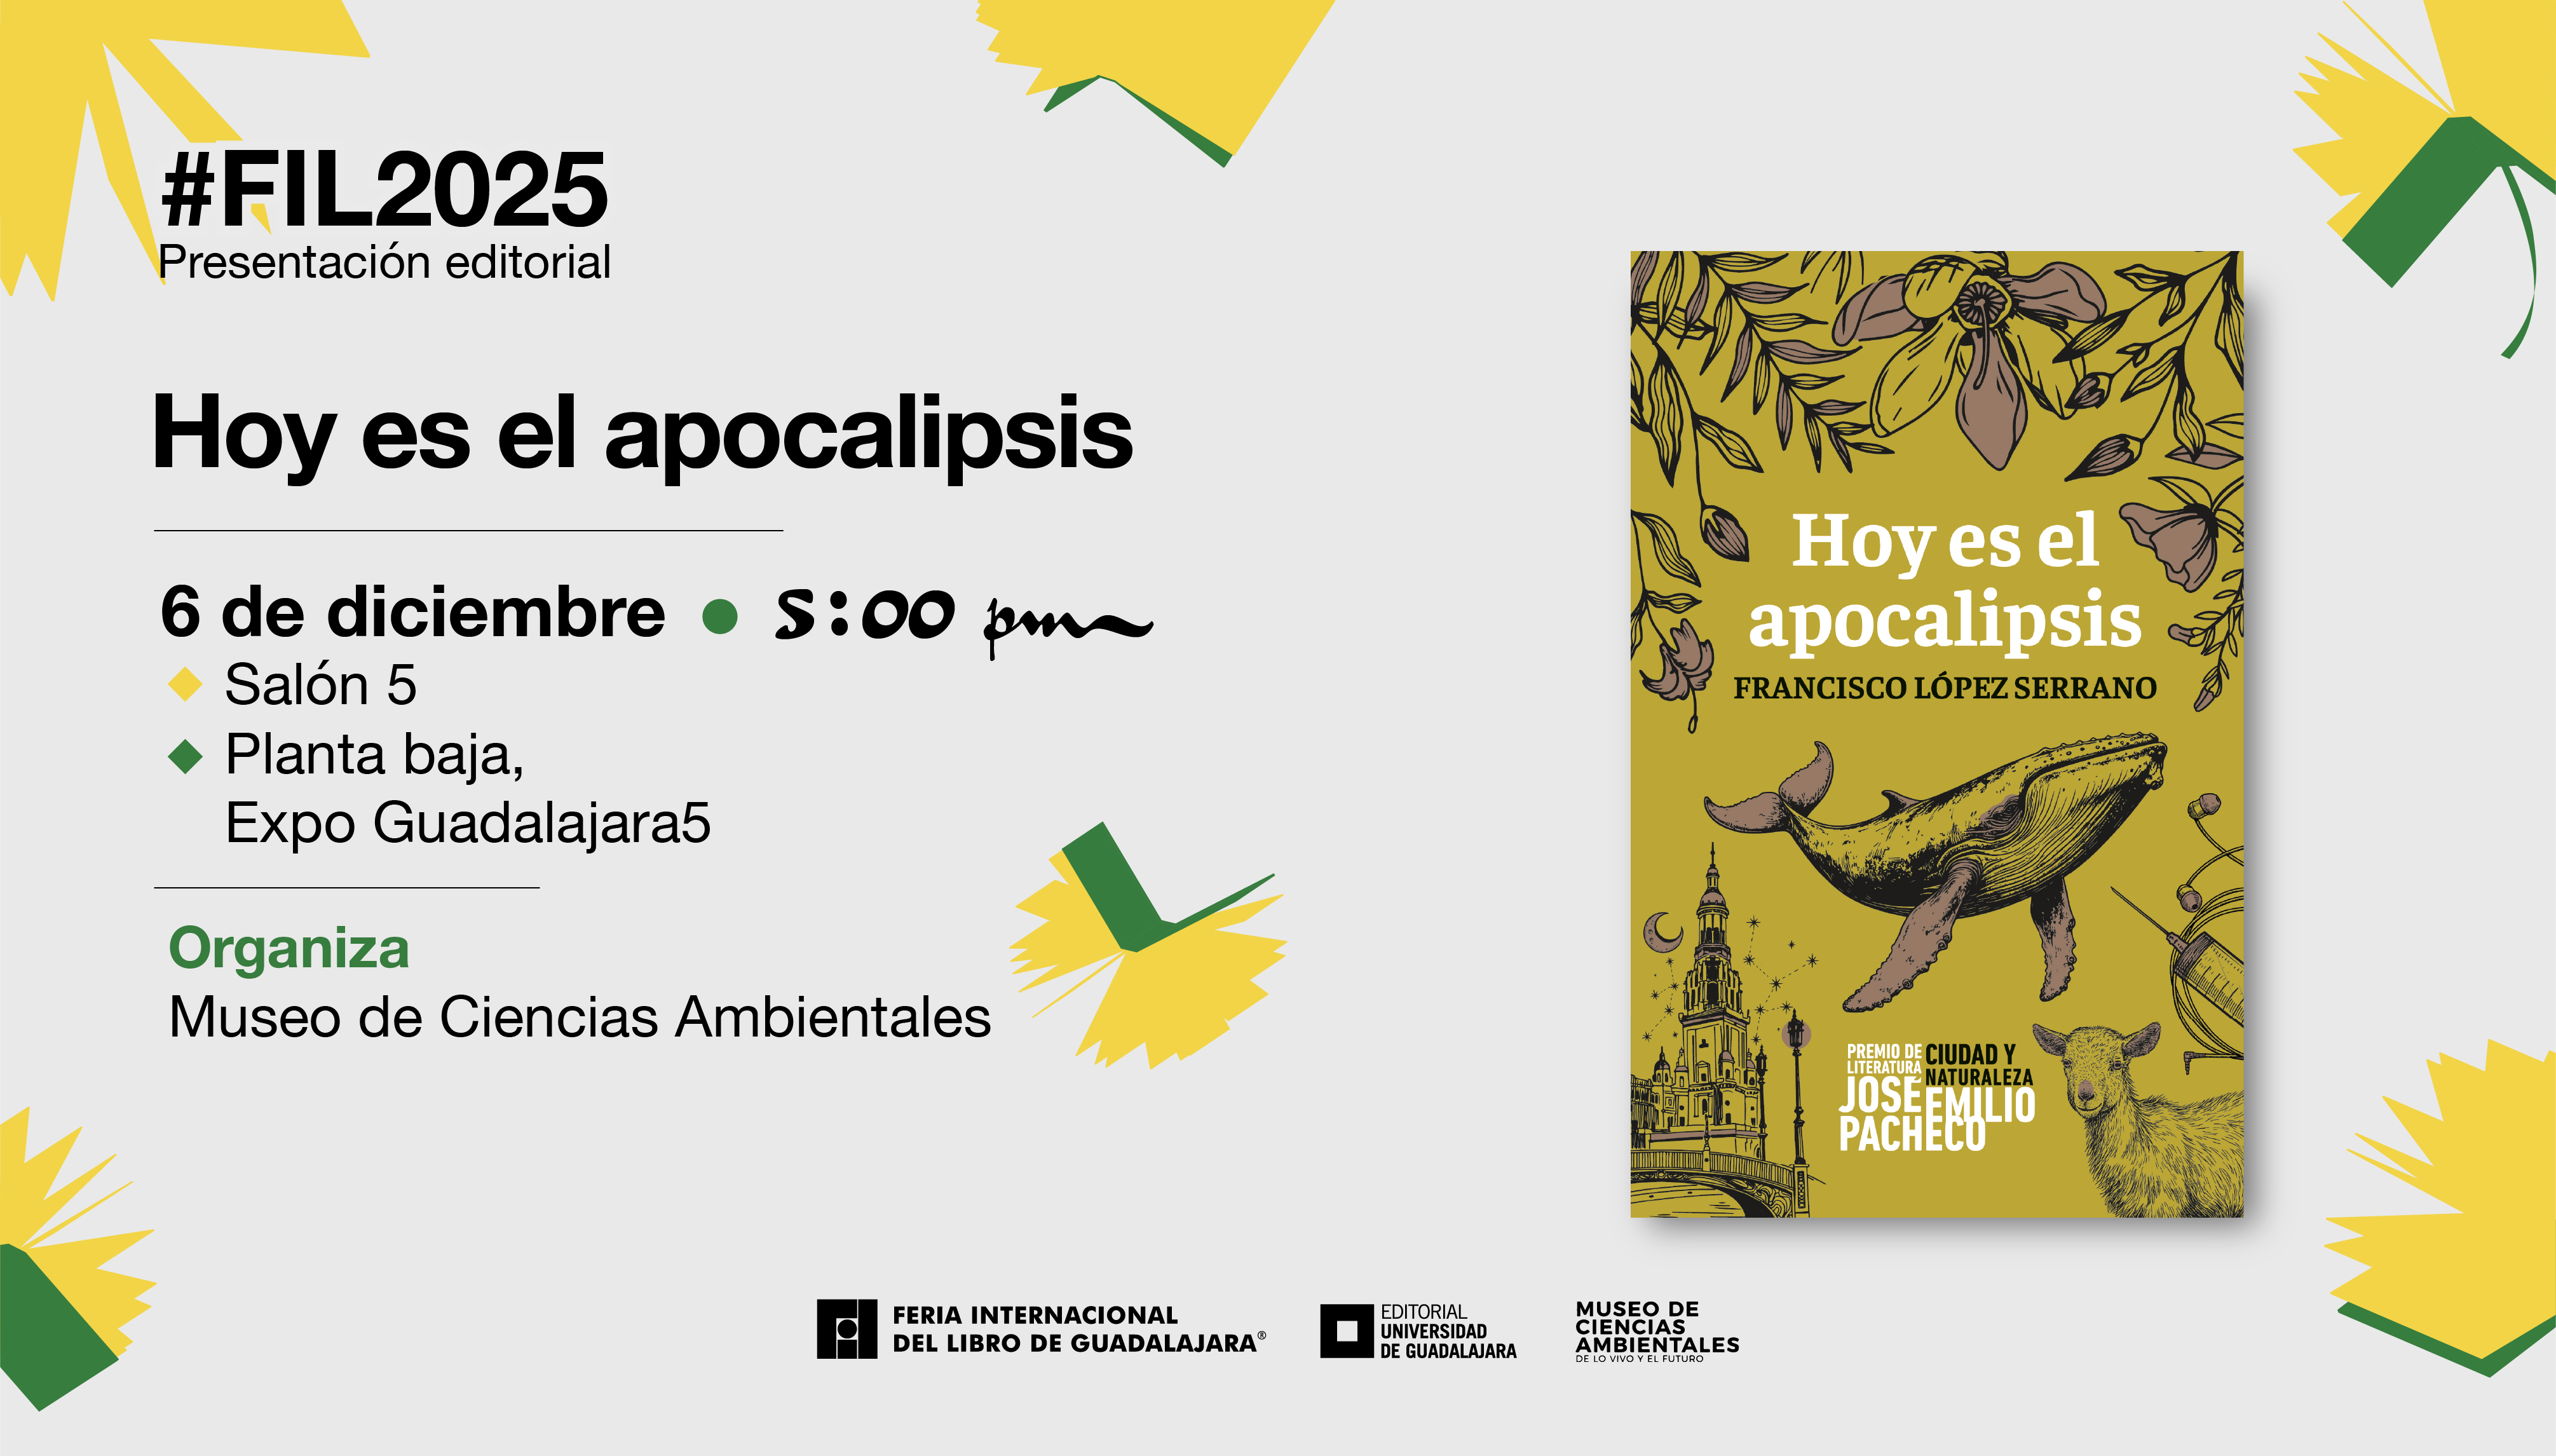 #FIL2025
Presentación editorial
Hoy es el apocalipsis
6 de diciembre • 5:00 pm
Salón 5
Planta baja,
Expo Guadalajara5
Organiza
Museo de Ciencias Ambientales
Hoy es el
apocalipsis
FRANCISCO LÓPEZ SERRANO
PREMIO DE
LITERATURA
CIUDAD Y
NATURALEZA
JOSÉ EMILIO
PACHECO
FERIA INTERNACIONAL
DEL LIBRO DE GUADALAJARA®
EDITORIAL
UNIVERSIDAD
DE GUADALAJARA
MUSEO DE
CIENCIAS
AMBIENTALES
DE LO VIVO Y EL FUTURO